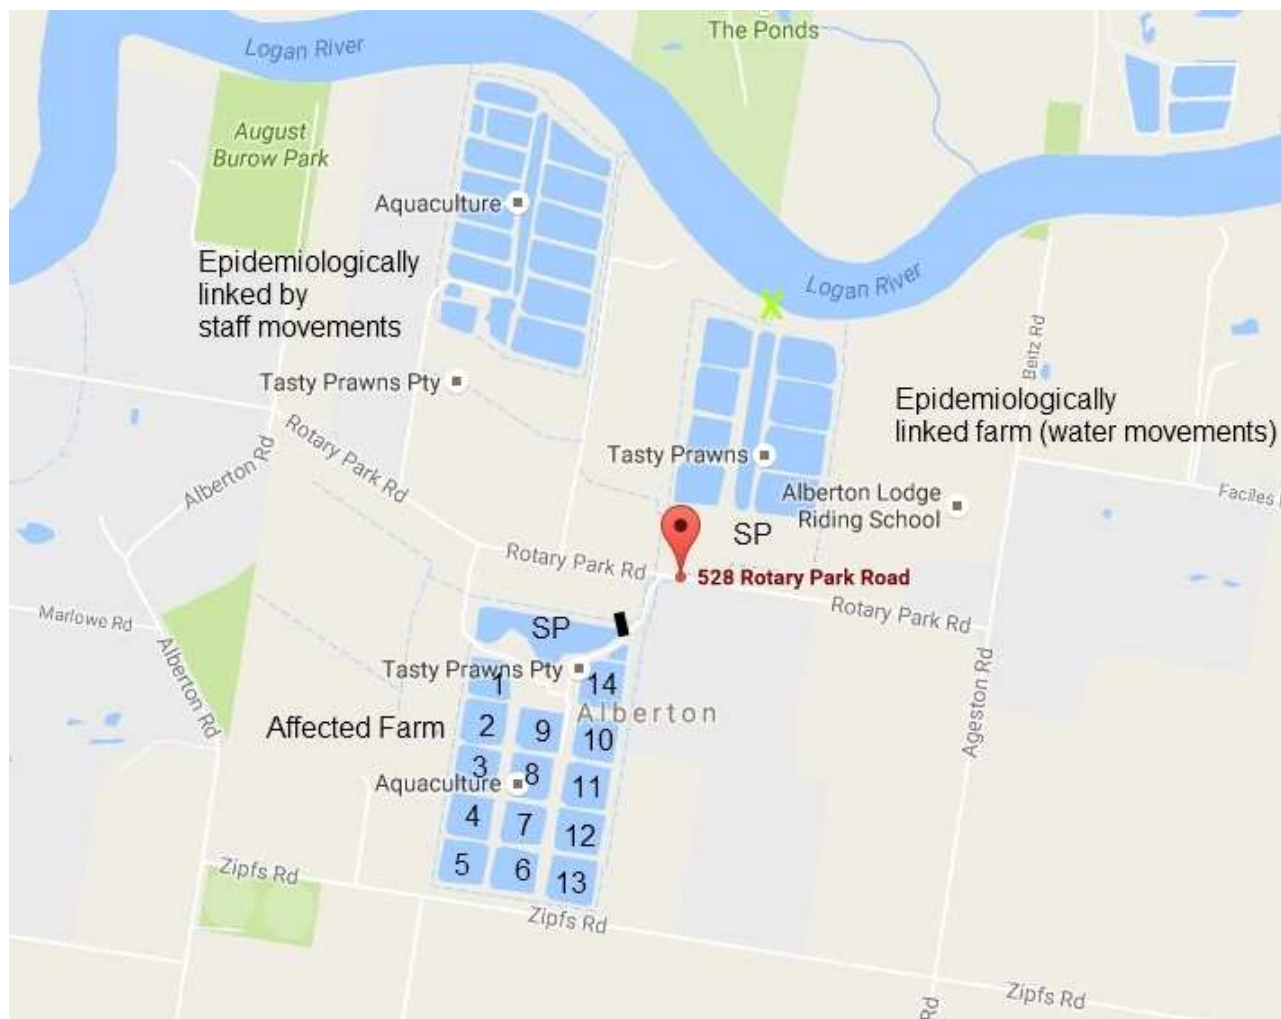 The Ponds
Logan River
August
Burow Park
Aquaculture
Epidemiologically
linked by
staff movements
Logan River
Beitz Rd
Tasty Prawns Pty
Epidemiologically
linked farm (water movements)
Rotary Park Rd
Alberton Rd
Tasty Prawns
Alberton Lodge
Riding School
Faciles
SP
Rotary Park Rd
528 Rotary Park Road
Rotary Park Rd
Marlowe Rd
Alberton Rd
SP
Tasty Prawns Pty
1
14
Alberton
Affected Farm
2
9
10
Ageston Rd
3
Aquaculture
8
11
4
7
12
5
6
13
Zipfs Rd
Zipfs Rd
Zipfs Rd
Rd